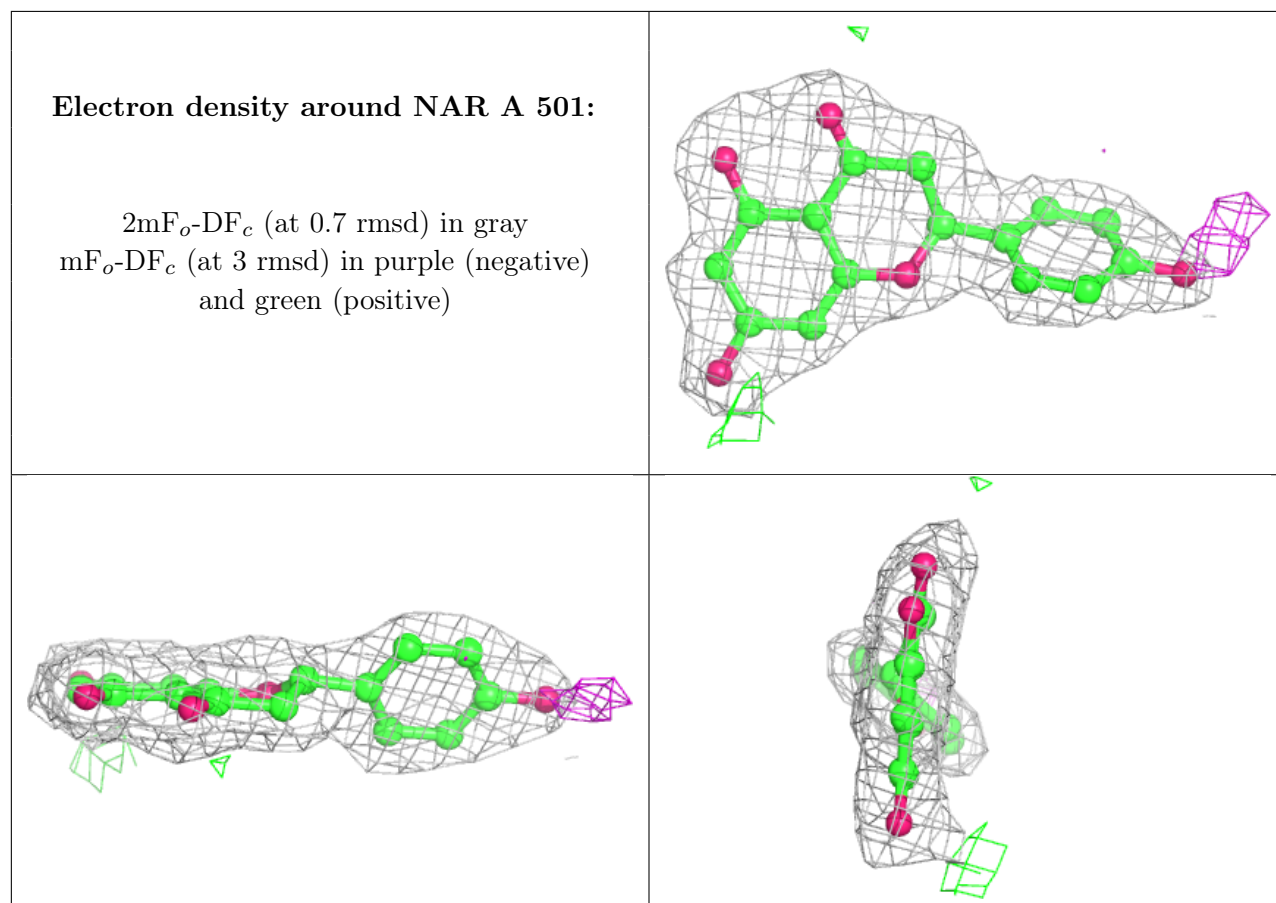 Electron density around NAR A 501:
2mFo-DFc (at 0.7 rmsd) in gray
mFo-DFc (at 3 rmsd) in purple (negative)
and green (positive)